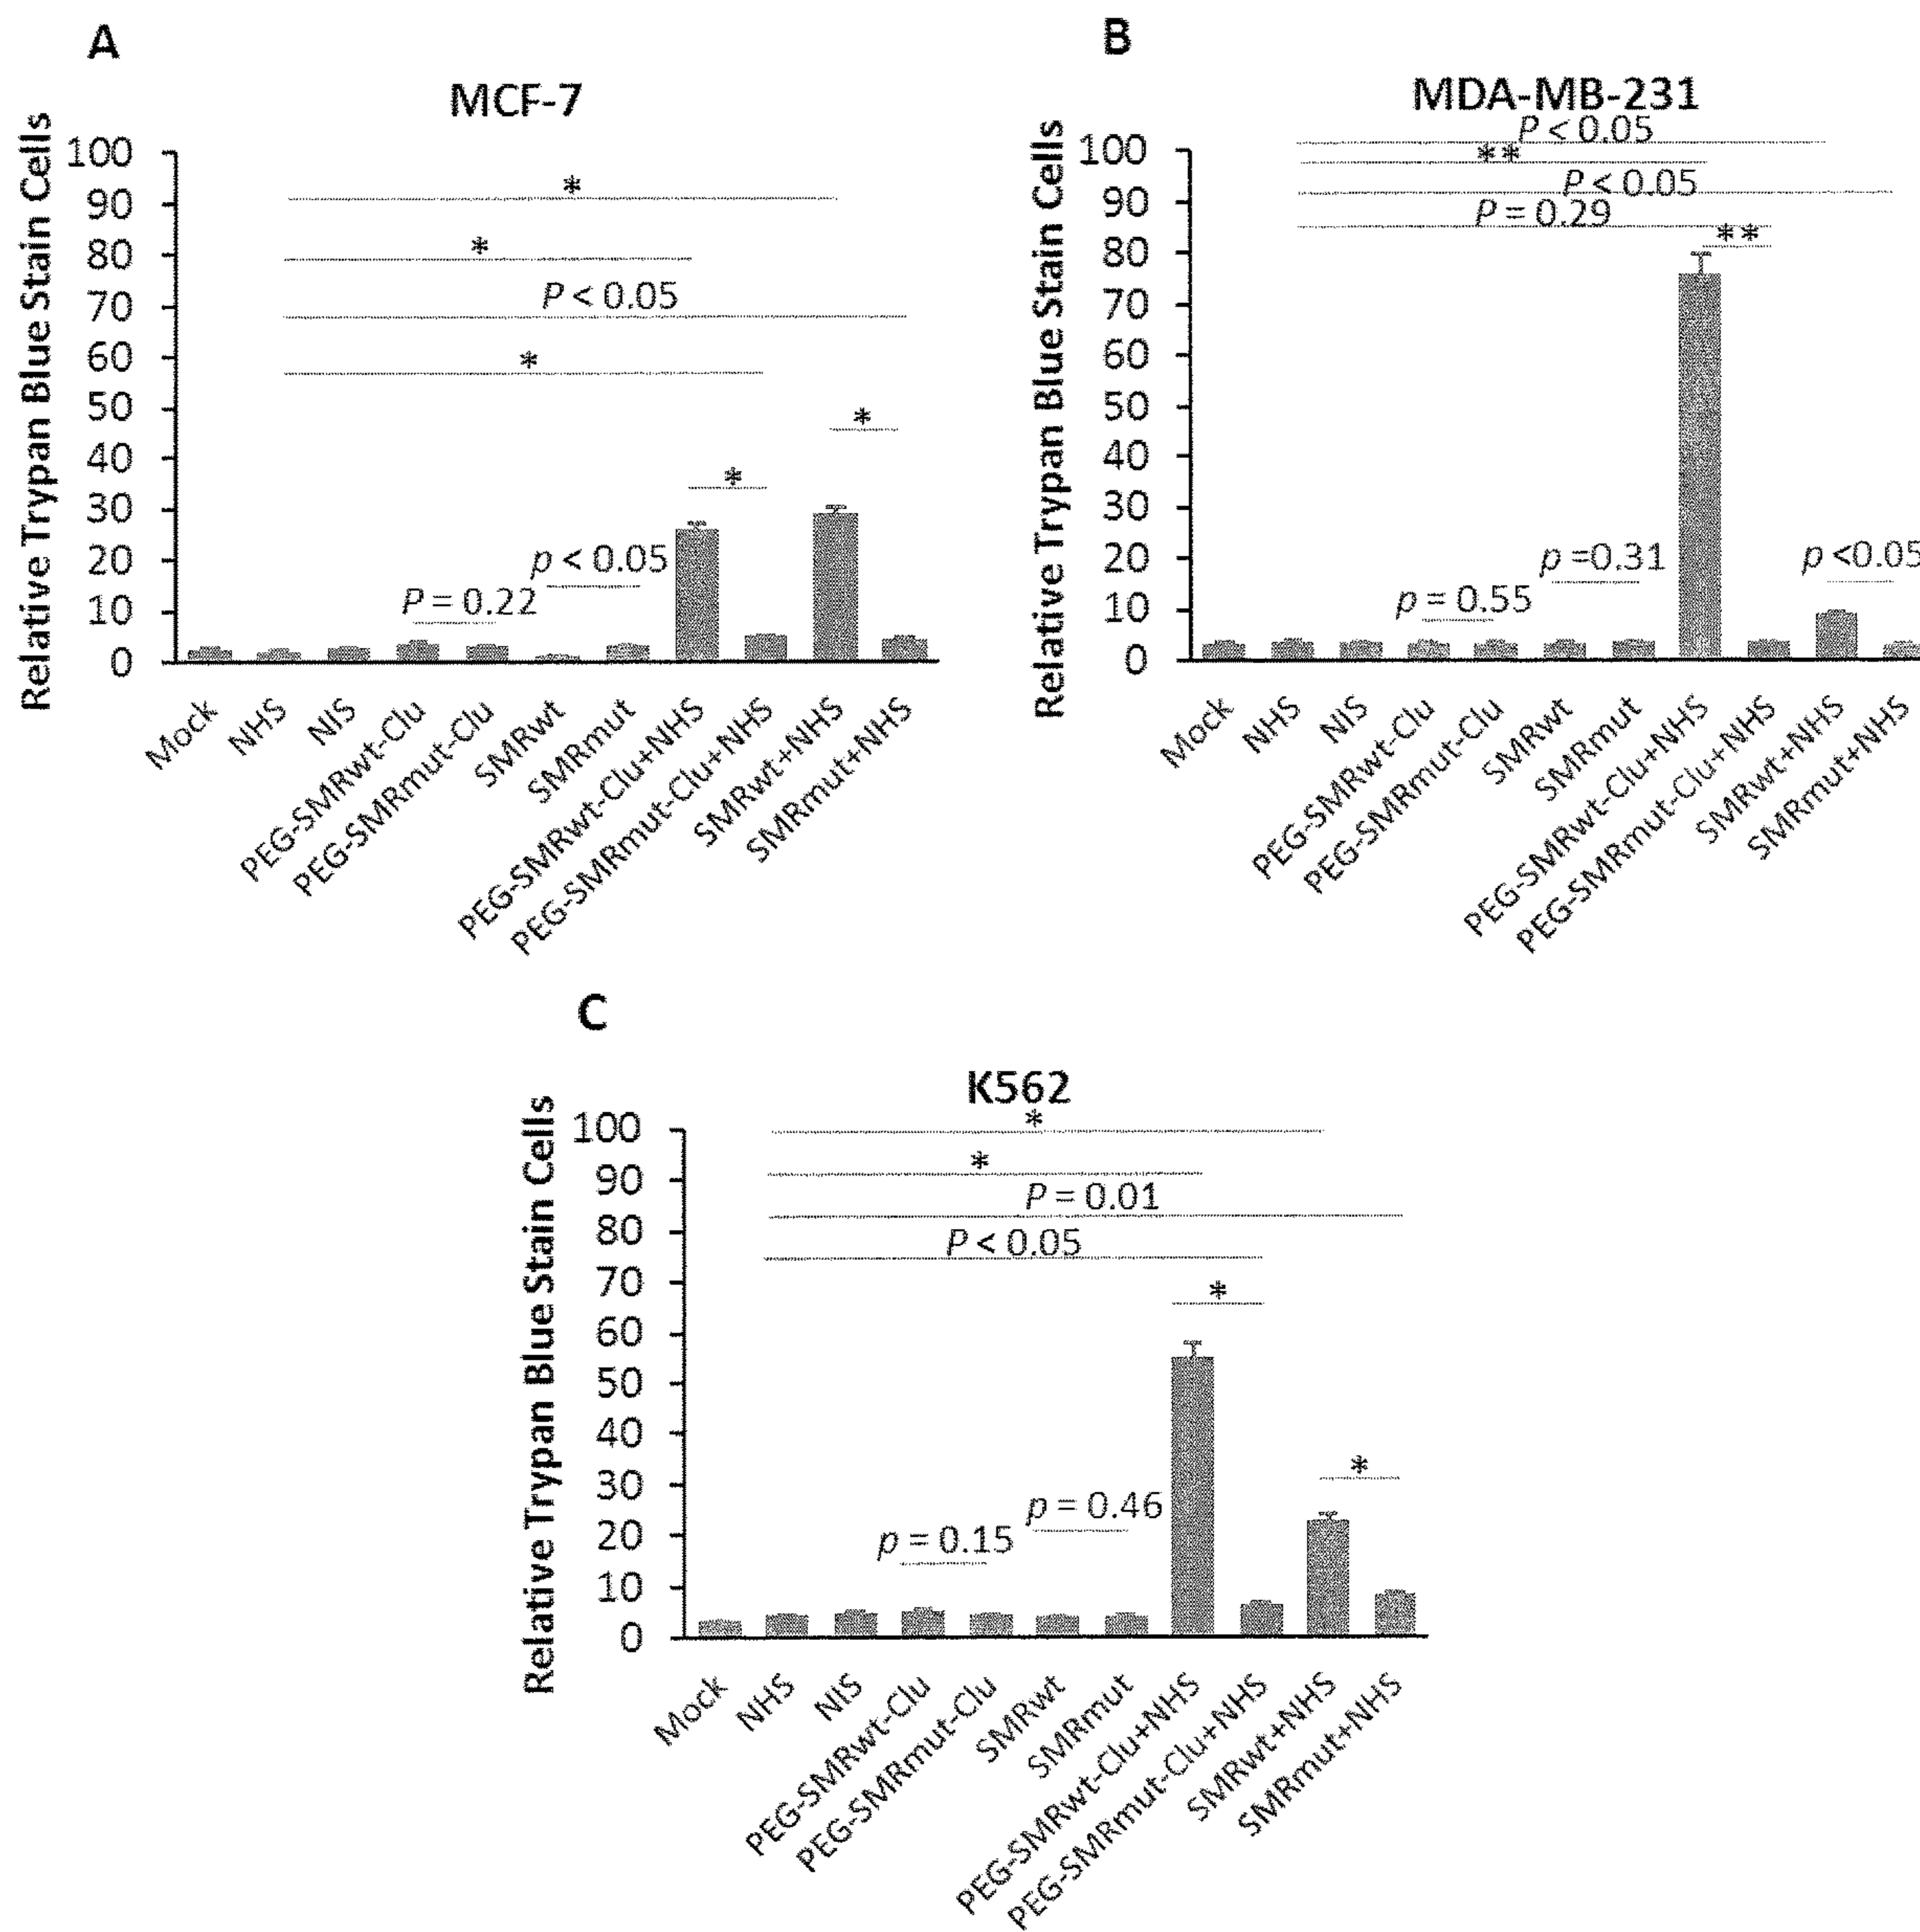 A
MCF-7
Relative Trypan Blue Stain Cells
100
90
80
70
60
50
40
30
20
10
0
*
*
P < 0.05
*
*
*
p < 0.05
P = 0.22
Mock
NHS
NIS
PEG-SMRwt-Clu
PEG-SMRmut-Clu
SMRwt
SMRmut
PEG-SMRwt-Clu+NHS
PEG-SMRmut-Clu+NHS
SMRwt+NHS
SMRmut+NHS
B
MDA-MB-231
Relative Trypan Blue Stain Cells
100
90
80
70
60
50
40
30
20
10
0
P < 0.05
**
P < 0.05
P = 0.29
**
p =0.31
p <0.05
p = 0.55
Mock
NHS
NIS
PEG-SMRwt-Clu
PEG-SMRmut-Clu
SMRwt
SMRmut
PEG-SMRwt-Clu+NHS
PEG-SMRmut-Clu+NHS
SMRwt+NHS
SMRmut+NHS
C
K562
Relative Trypan Blue Stain Cells
100
90
80
70
60
50
40
30
20
10
0
*
*
P = 0.01
P < 0.05
*
*
p = 0.46
p = 0.15
Mock
NHS
NIS
PEG-SMRwt-Clu
PEG-SMRmut-Clu
SMRwt
SMRmut
PEG-SMRwt-Clu+NHS
PEG-SMRmut-Clu+NHS
SMRwt+NHS
SMRmut+NHS